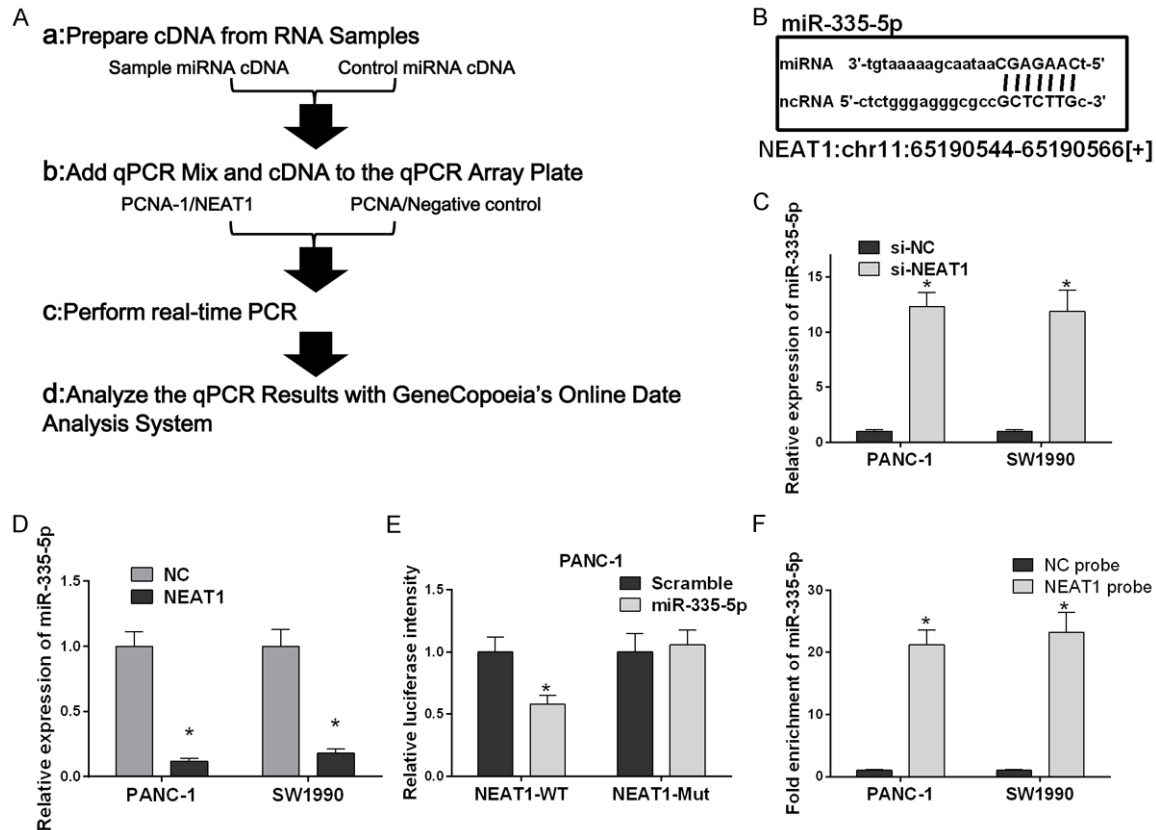 A
a:Prepare cDNA from RNA Samples
Sample miRNA cDNA Control miRNA cDNA
b:Add qPCR Mix and cDNA to the qPCR Array Plate
PCNA-1/NEAT1 PCNA/Negative control
c:Perform real-time PCR
d:Analyze the qPCR Results with GeneCopoeia's Online Date
Analysis System
B
miR-335-5p
miRNA 3'-tgtaaaaagcaataaCGAGAACt-5'
ncRNA 5'-ctctgggagggcgccGCTCTTGc-3'
NEAT1:chr11:65190544-65190566[+]
C
Relative expression of miR-335-5p
si-NC
si-NEAT1
15
10
5
0
* *
PANC-1 SW1990
D
Relative expression of miR-335-5p
NC
NEAT1
1.5
1.0
0.5
0.0
* *
PANC-1 SW1990
E
PANC-1
Relative luciferase intensity
Scramble
miR-335-5p
1.5
1.0
0.5
0.0
*
NEAT1-WT NEAT1-Mut
F
Fold enrichment of miR-335-5p
NC probe
NEAT1 probe
30
20
10
0
* *
PANC-1 SW1990